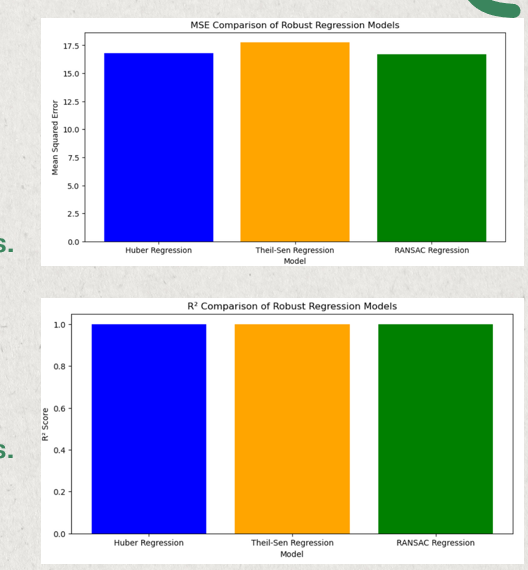 MSE Comparison of Robust Regression Models
Mean Squared Error
17.5
15.0
12.5
10.0
7.5
5.0
2.5
0.0
Huber Regression Theil-Sen Regression RANSAC Regression
Model
s.
R² Comparison of Robust Regression Models
R² Score
1.0
0.8
0.6
0.4
0.2
0.0
Huber Regression Theil-Sen Regression RANSAC Regression
Model
s.